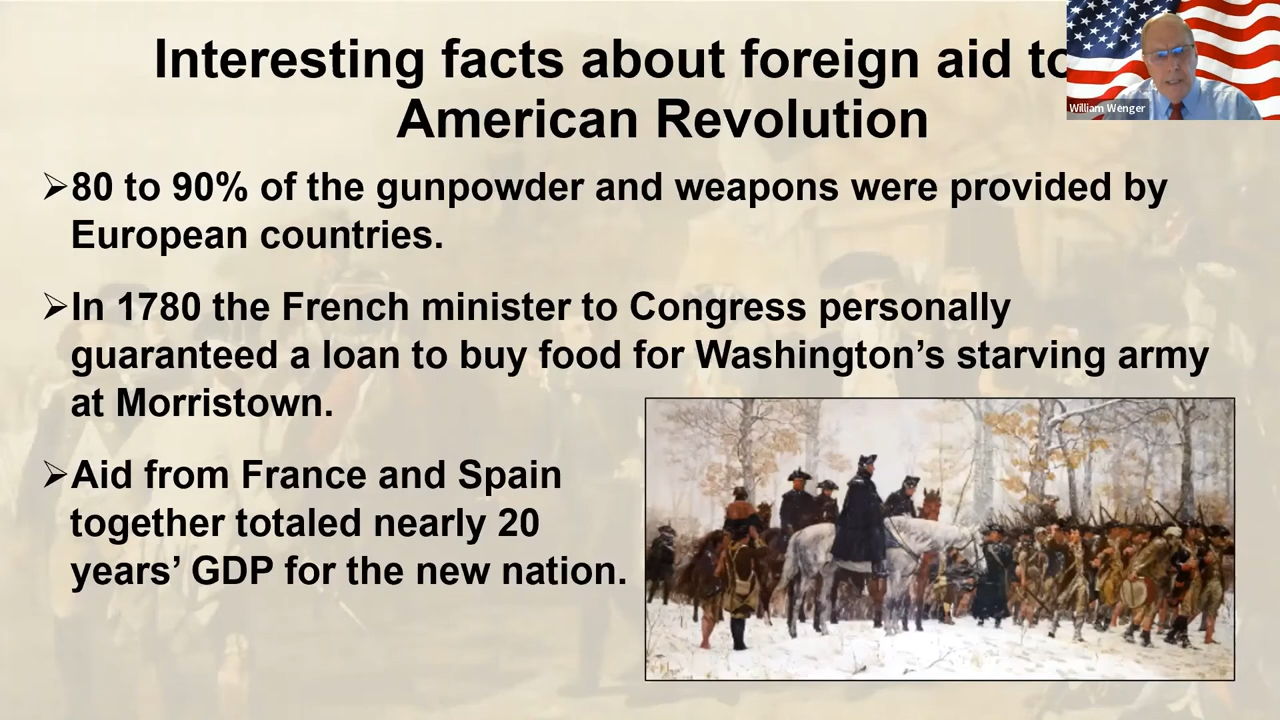 Interesting facts about foreign aid to
American Revolution
William Wenger
➢80 to 90% of the gunpowder and weapons were provided by
European countries.
➢In 1780 the French minister to Congress personally
guaranteed a loan to buy food for Washington’s starving army
at Morristown.
➢Aid from France and Spain
together totaled nearly 20
years’ GDP for the new nation.